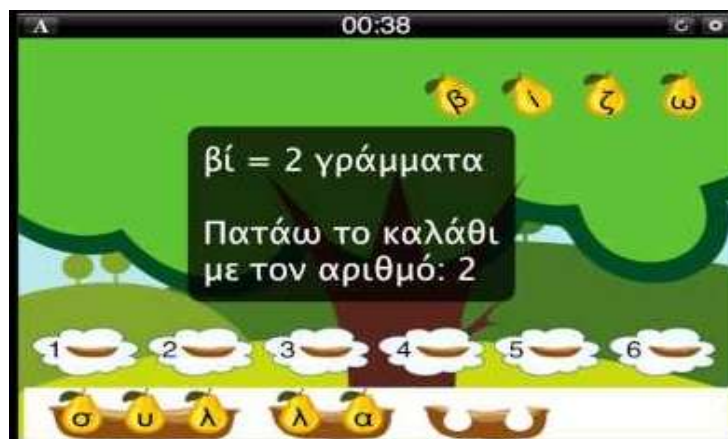 A 00:38
β ί ζ ω
βί = 2 γράμματα
Πατάω το καλάθι
με τον αριθμό: 2
1 2 3 4 5 6
σ υ λ λ α